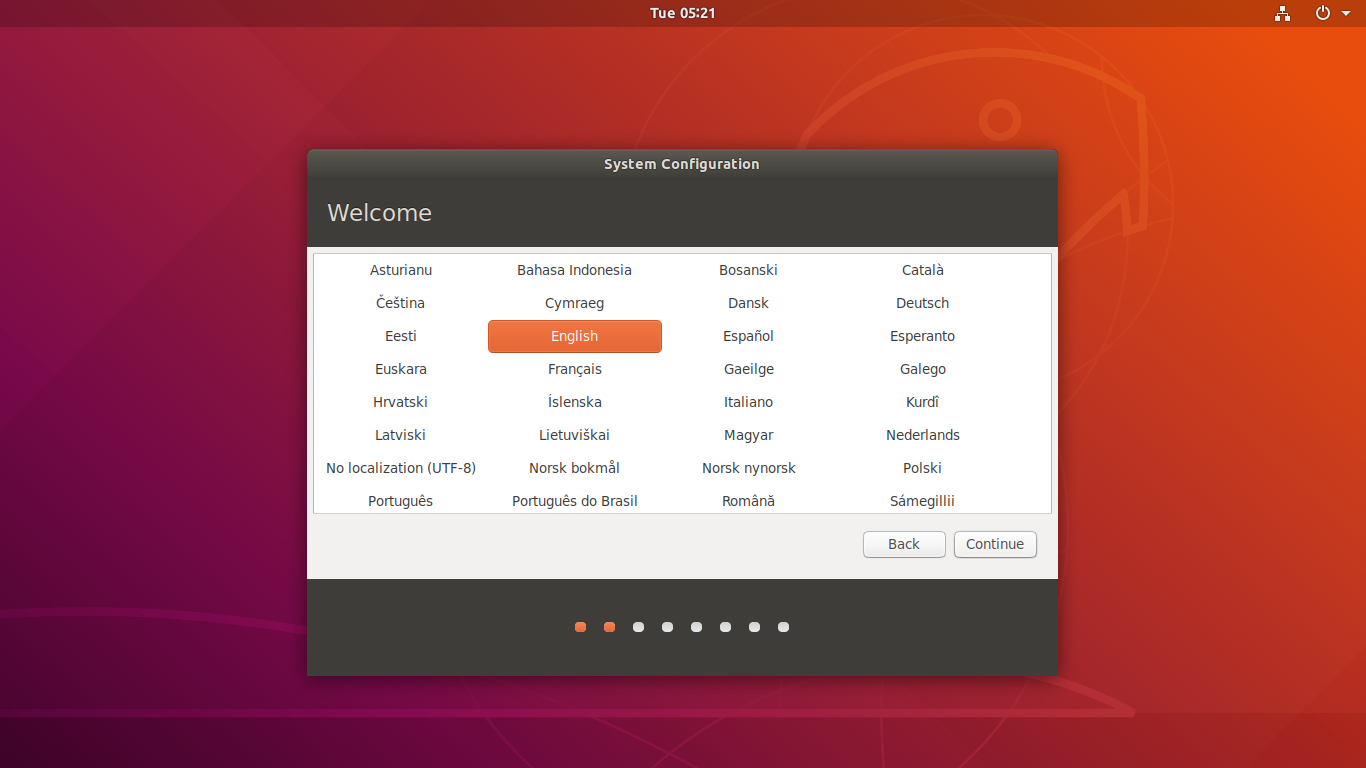 Tue 05:21
System Configuration
Welcome
Asturianu Bahasa Indonesia Bosanski Català
Čeština Cymraeg Dansk Deutsch
Eesti English Español Esperanto
Euskara Français Gaeilge Galego
Hrvatski Íslenska Italiano Kurdî
Latviski Lietuviškai Magyar Nederlands
No localization (UTF-8) Norsk bokmål Norsk nynorsk Polski
Português Português do Brasil Română Sámegillii
Back Continue